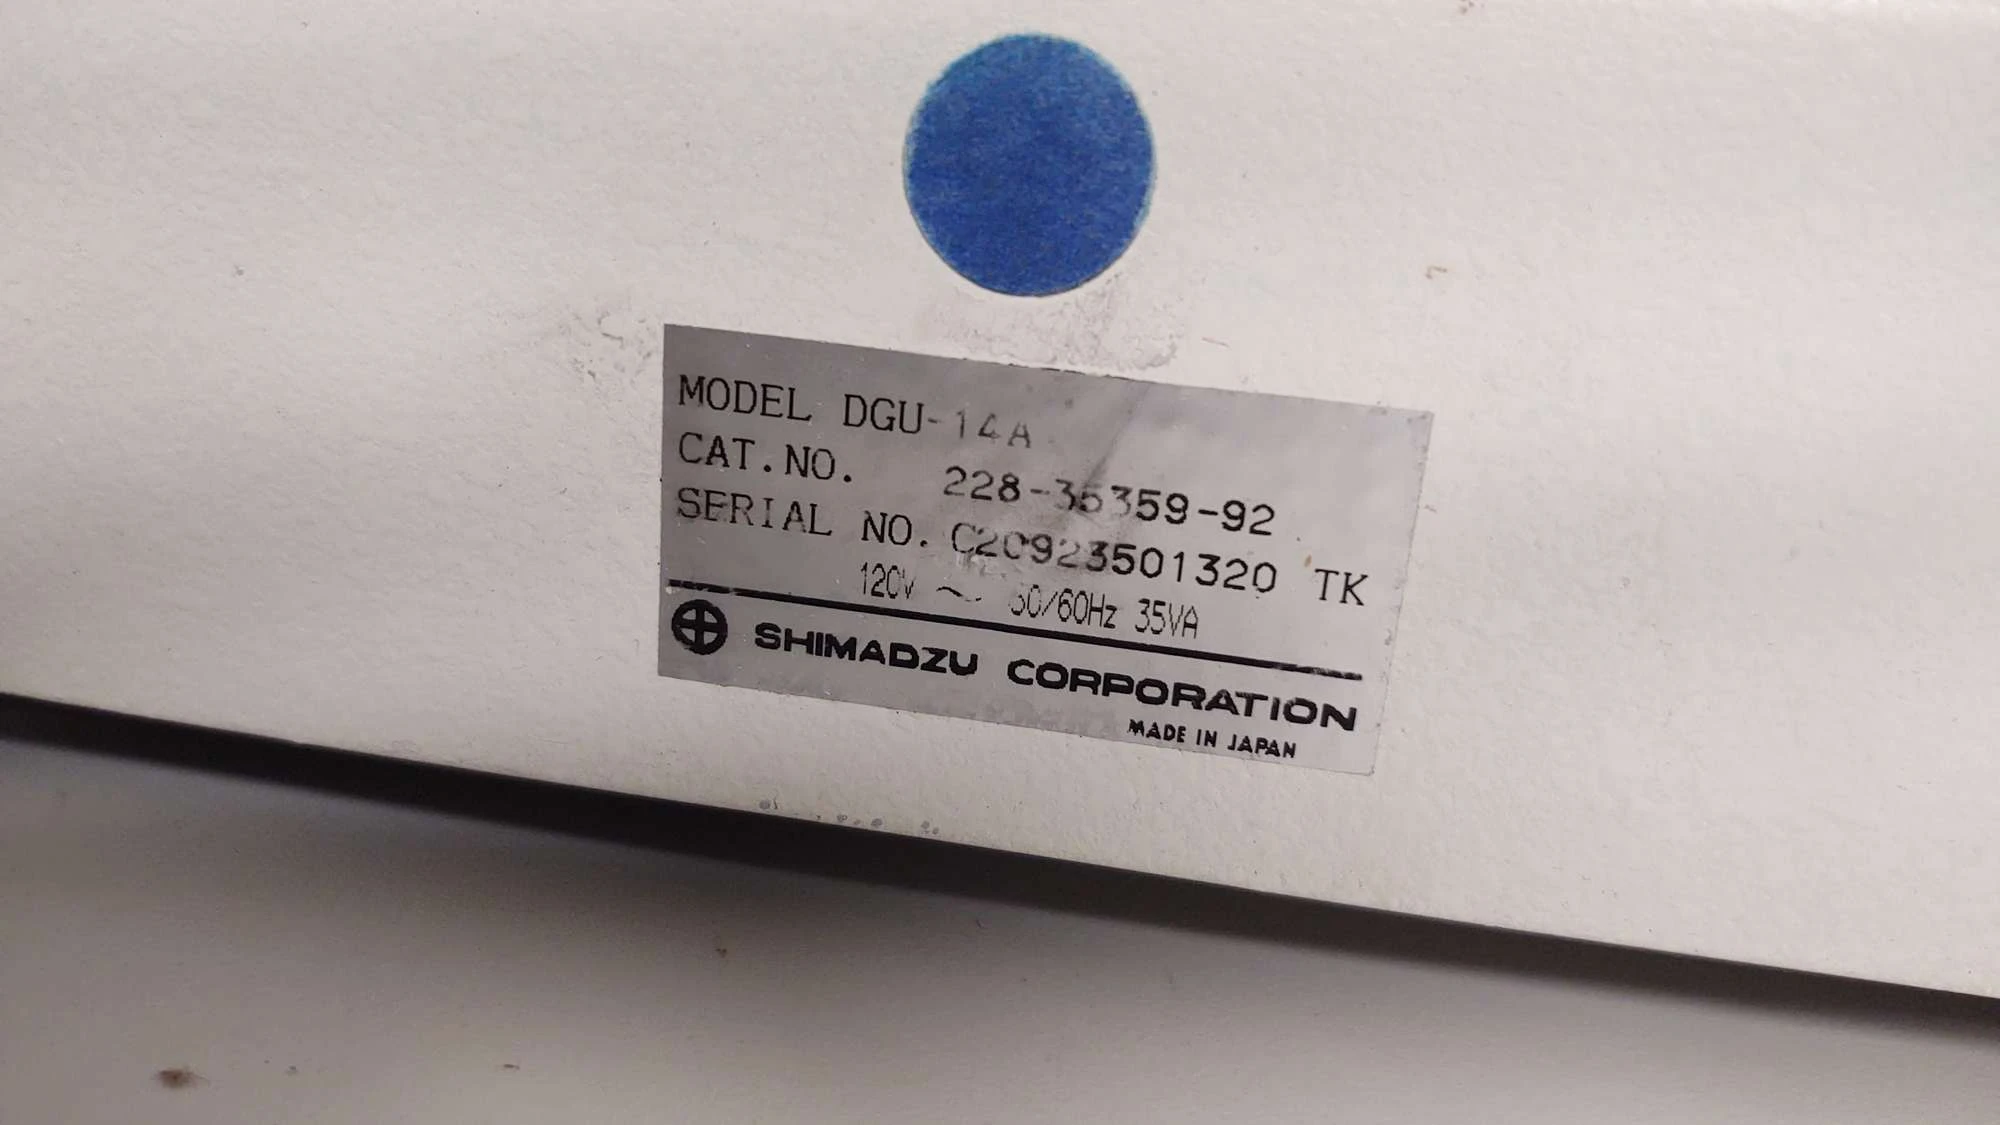 MODEL DGU-14A
CAT.NO. 228-35359-92
SERIAL NO. C20923501320 TK
120V ~ 50/60Hz 35VA
SHIMADZU CORPORATION
MADE IN JAPAN